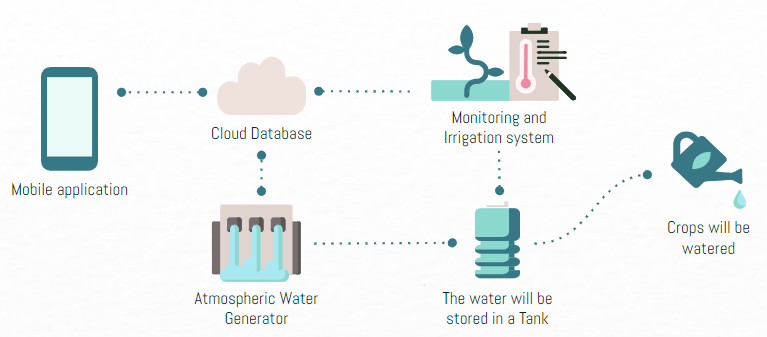 Mobile application
Cloud Database
Monitoring and
Irrigation system
Atmospheric Water
Generator
The water will be
stored in a Tank
Crops will be
watered